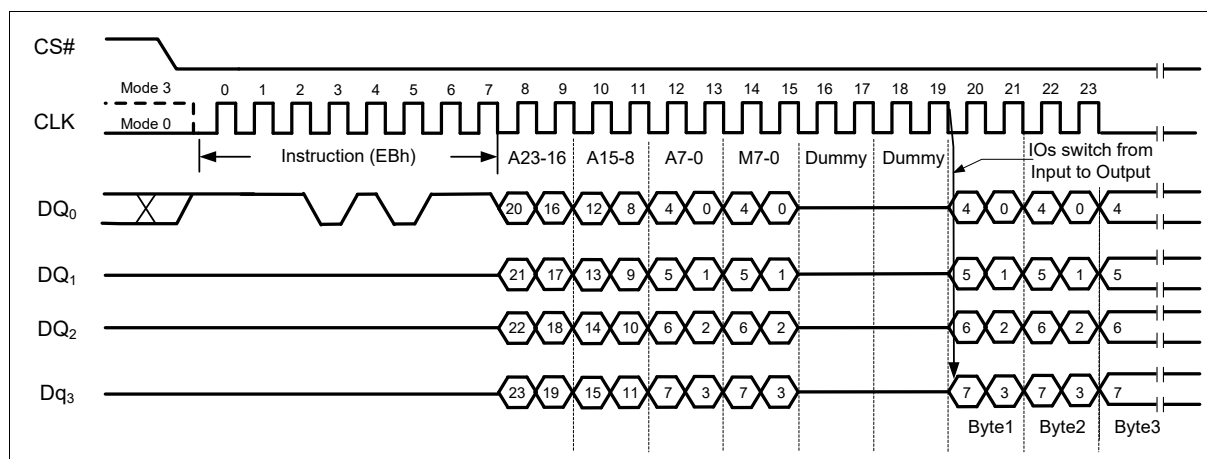 CS#
Mode 3
0 1 2 3 4 5 6 7 8 9 10 11 12 13 14 15 16 17 18 19 20 21 22 23
CLK
Mode 0
Instruction (EBh) A23-16 A15-8 A7-0 M7-0 Dummy Dummy
IOs switch from
Input to Output
DQ0 20 16 12 8 4 0 4 0 4 0 4 0 4
DQ1 21 17 13 9 5 1 5 1 5 1 5 1 5
DQ2 22 18 14 10 6 2 6 2 6 2 6 2 6
Dq3 23 19 15 11 7 3 7 3 7 3 7 3 7
Byte1 Byte2 Byte3